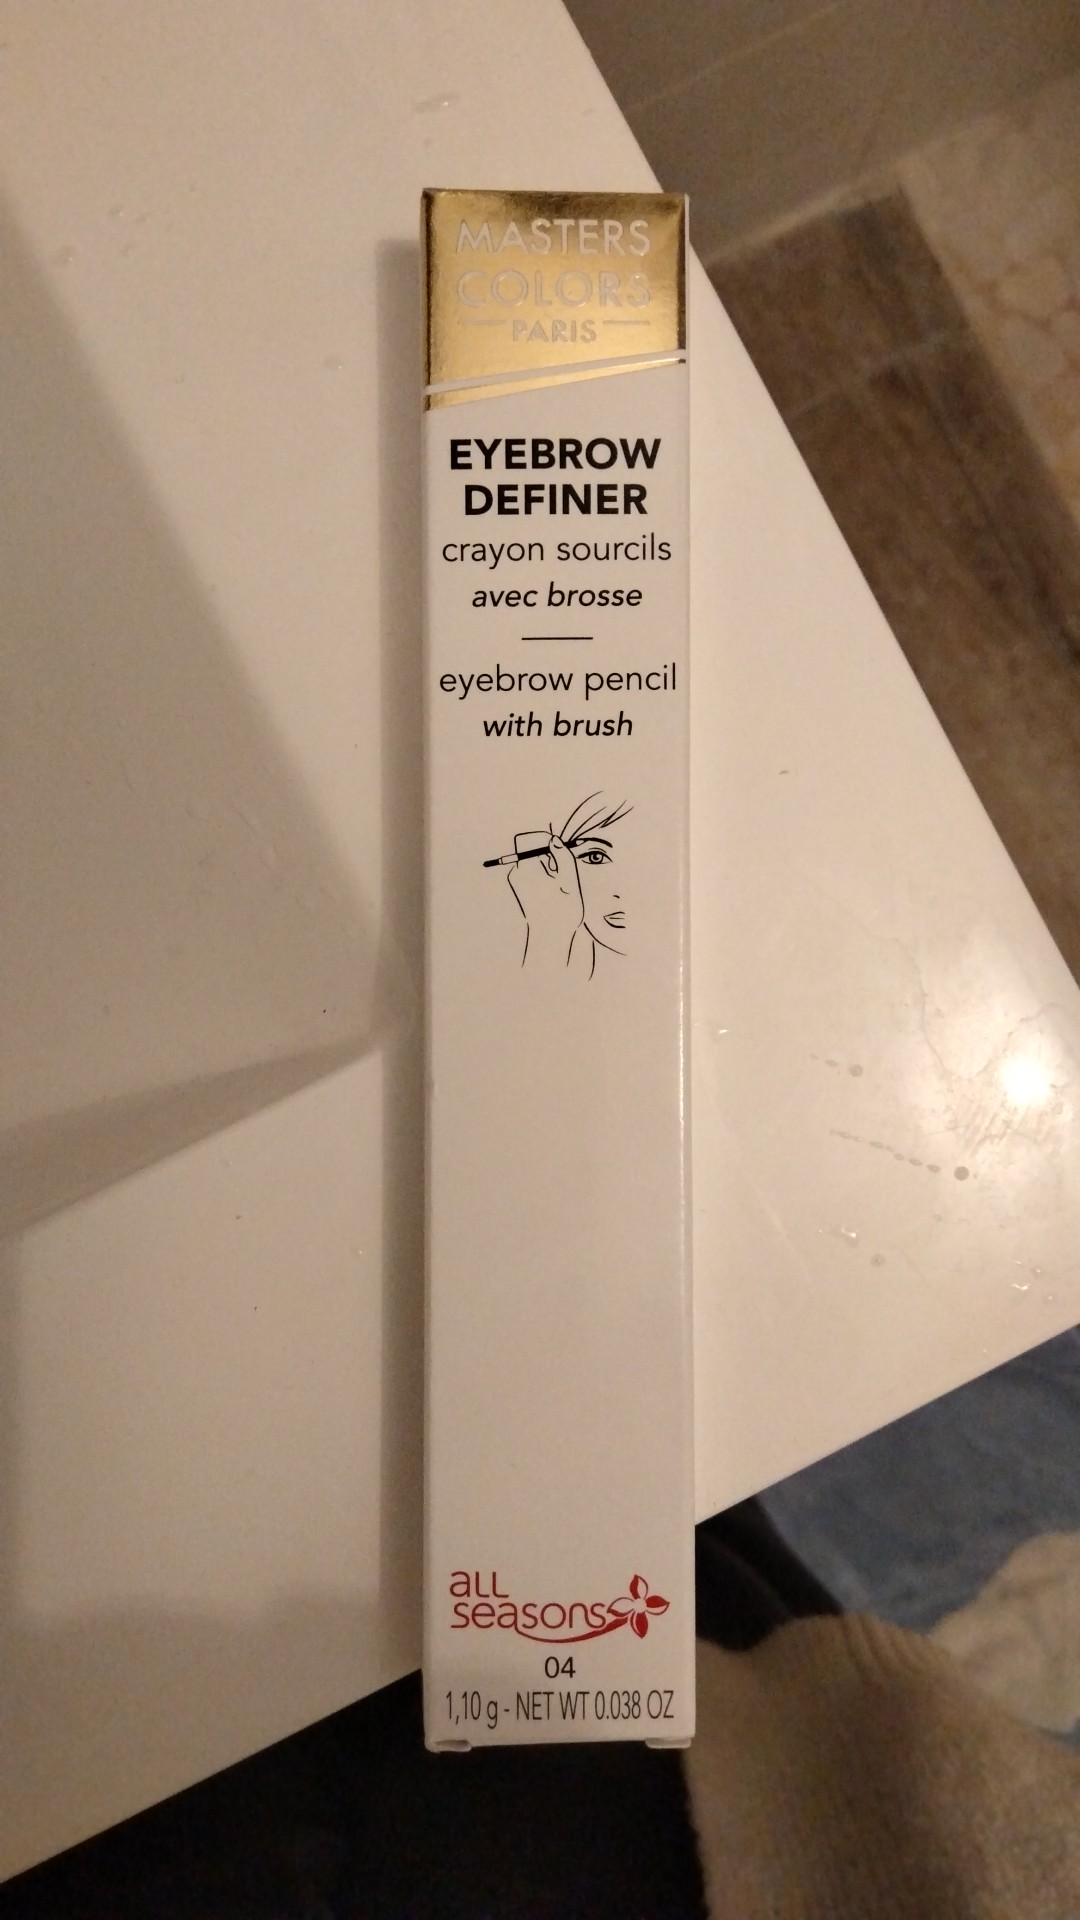 MASTERS
COLORS
PARIS
EYEBROW
DEFINER
crayon sourcils
avec brosse
eyebrow pencil
with brush
all
seasons
04
1,10 g - NET WT 0.038 OZ